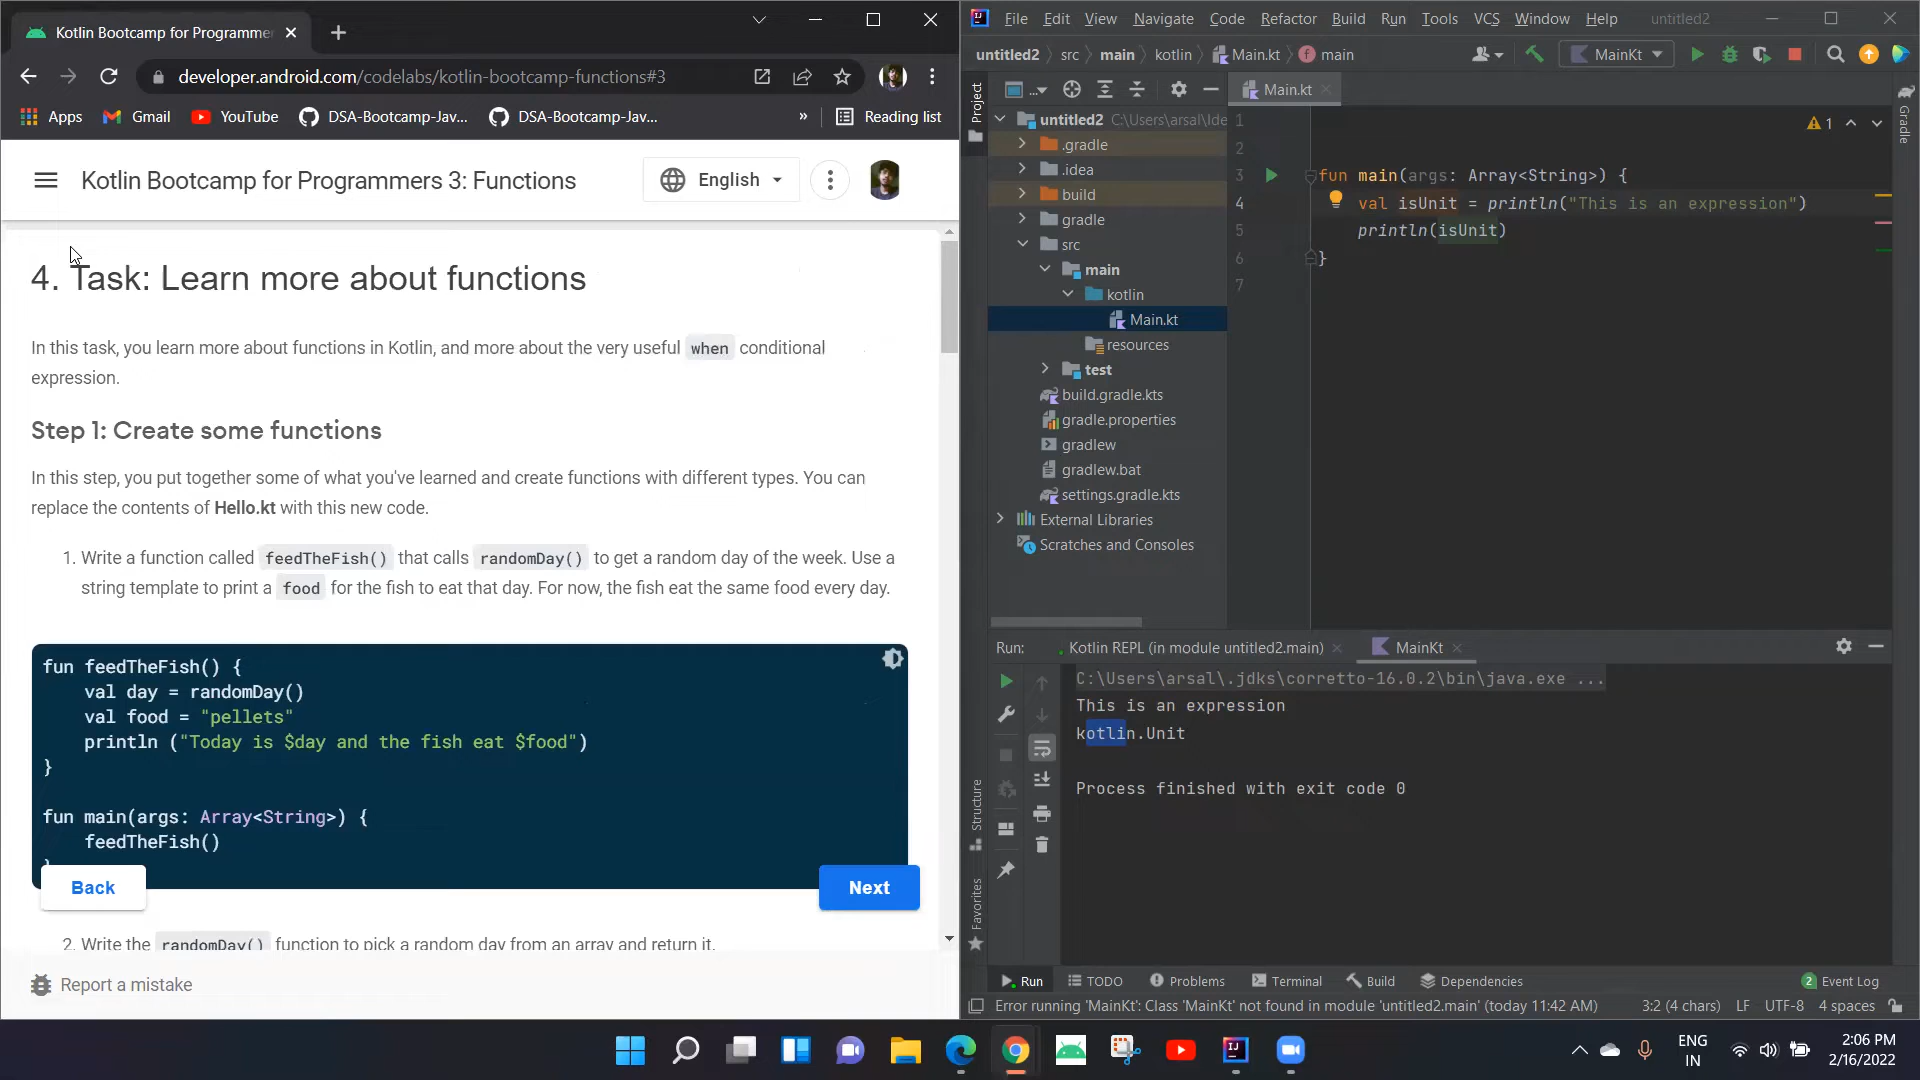 Kotlin Bootcamp for Programmer
developer.android.com/codelabs/kotlin-bootcamp-functions#3
Apps
Gmail
YouTube
DSA-Bootcamp-Jav...
DSA-Bootcamp-Jav...
»
Reading list
Kotlin Bootcamp for Programmers 3: Functions
English
4. Task: Learn more about functions
In this task, you learn more about functions in Kotlin, and more about the very useful when conditional
expression.
Step 1: Create some functions
In this step, you put together some of what you've learned and create functions with different types. You can
replace the contents of Hello.kt with this new code.
1. Write a function called feedTheFish() that calls randomDay() to get a random day of the week. Use a
string template to print a food for the fish to eat that day. For now, the fish eat the same food every day.
fun feedTheFish() {
    val day = randomDay()
    val food = "pellets"
    println ("Today is $day and the fish eat $food")
}
fun main(args: Array<String>) {
    feedTheFish()
Back
Next
2. Write the randomDay() function to pick a random day from an array and return it.
Report a mistake
File Edit View Navigate Code Refactor Build Run Tools VCS Window Help untitled2
untitled2 src main kotlin Main.kt main
MainKt
Project
...
Main.kt
Gradle
untitled2 C:\Users\arsal\Ide
.gradle
.idea
build
gradle
src
main
kotlin
Main.kt
resources
test
build.gradle.kts
gradle.properties
gradlew
gradlew.bat
settings.gradle.kts
External Libraries
Scratches and Consoles
1
1
2
3 fun main(args: Array<String>) {
4 val isUnit = println("This is an expression")
5 println(isUnit)
6 }
7
Run: Kotlin REPL (in module untitled2.main) MainKt
C:\Users\arsal\.jdks\corretto-16.0.2\bin\java.exe ...
This is an expression
kotlin.Unit
Process finished with exit code 0
Structure
Favorites
Run TODO Problems Terminal Build Dependencies 2 Event Log
Error running 'MainKt': Class 'MainKt' not found in module 'untitled2.main' (today 11:42 AM) 3:2 (4 chars) LF UTF-8 4 spaces
ENG
IN
2:06 PM
2/16/2022